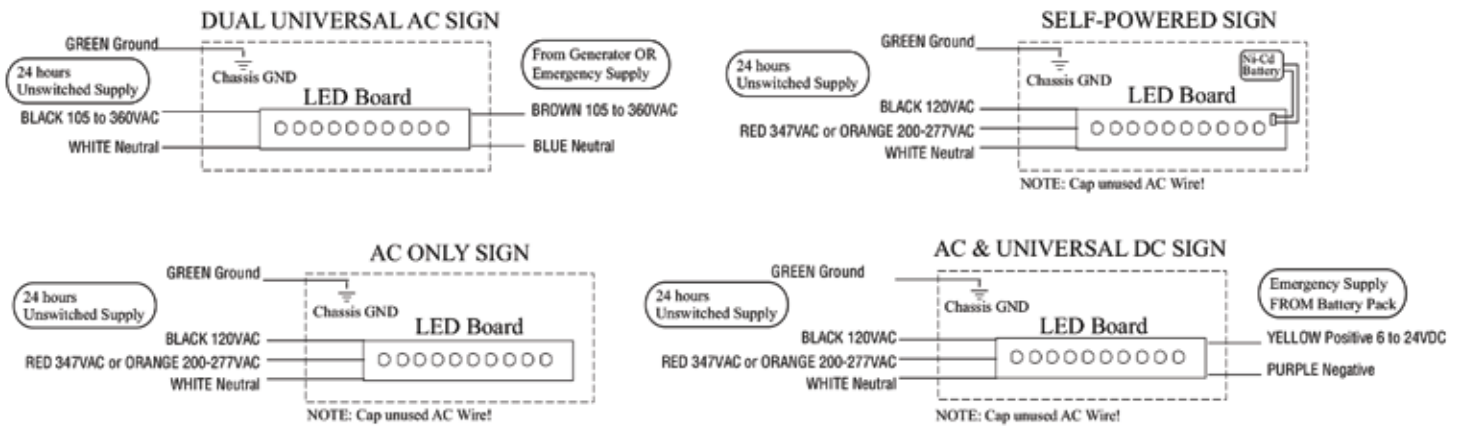 DUAL UNIVERSAL AC SIGN
GREEN Ground
24 hours
Unswitched Supply
Chassis GND
From Generator OR
Emergency Supply
LED Board
BLACK 105 to 360VAC
BROWN 105 to 360VAC
WHITE Neutral
BLUE Neutral
SELF-POWERED SIGN
GREEN Ground
24 hours
Unswitched Supply
Chassis GND
Ni-Cd
Battery
LED Board
BLACK 120VAC
RED 347VAC or ORANGE 200-277VAC
WHITE Neutral
NOTE: Cap unused AC Wire!
AC ONLY SIGN
GREEN Ground
24 hours
Unswitched Supply
Chassis GND
LED Board
BLACK 120VAC
RED 347VAC or ORANGE 200-277VAC
WHITE Neutral
NOTE: Cap unused AC Wire!
AC & UNIVERSAL DC SIGN
GREEN Ground
24 hours
Unswitched Supply
Chassis GND
Emergency Supply
FROM Battery Pack
LED Board
BLACK 120VAC
YELLOW Positive 6 to 24VDC
RED 347VAC or ORANGE 200-277VAC
PURPLE Negative
WHITE Neutral
NOTE: Cap unused AC Wire!